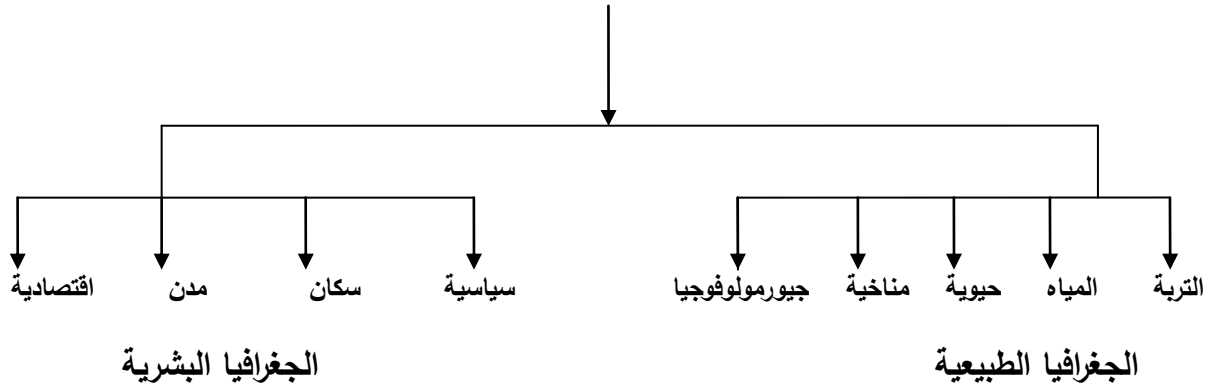 التربة المياه حيوية مناخية جيورمولوفوجيا سياسية سكان مدن اقتصادية
الجغرافيا الطبيعية الجغرافيا البشرية